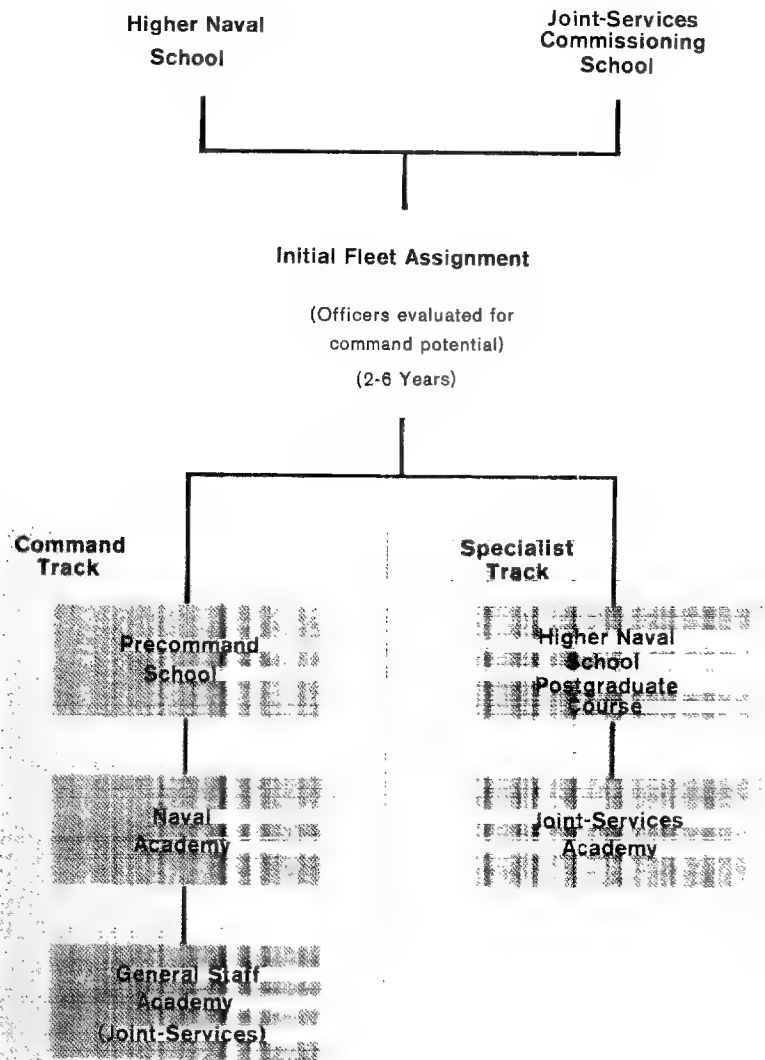 Higher Naval
School
Joint-Services
Commissioning
School
Initial Fleet Assignment
(Officers evaluated for
command potential)
(2-6 Years)
Command
Track
Specialist
Track
Precommand
School
Higher Naval
School
Postgraduate
Course
Naval
Academy
Joint-Services
Academy
General Staff
Academy
(Joint-Services)